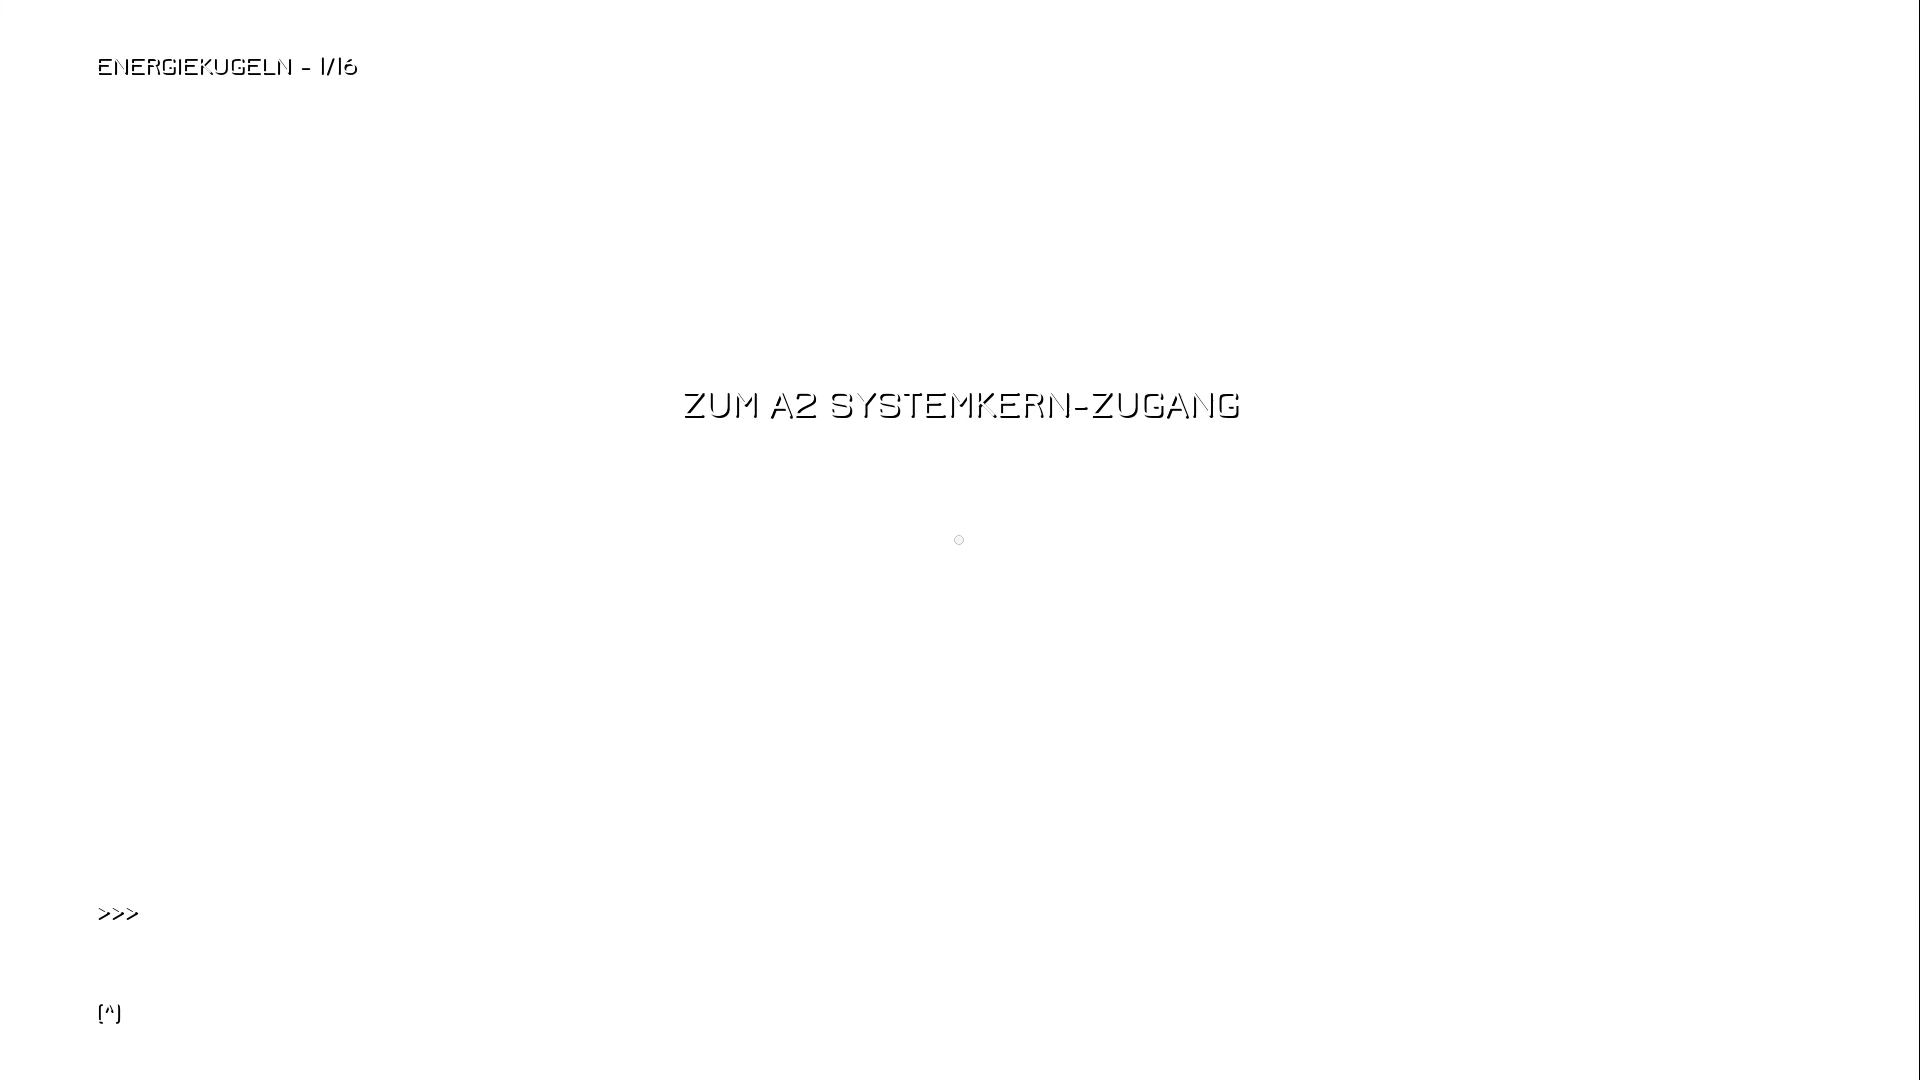 ENERGIEKUGELN - 1/16
ZUM A2 SYSTEMKERN-ZUGANG
>>>
[^]